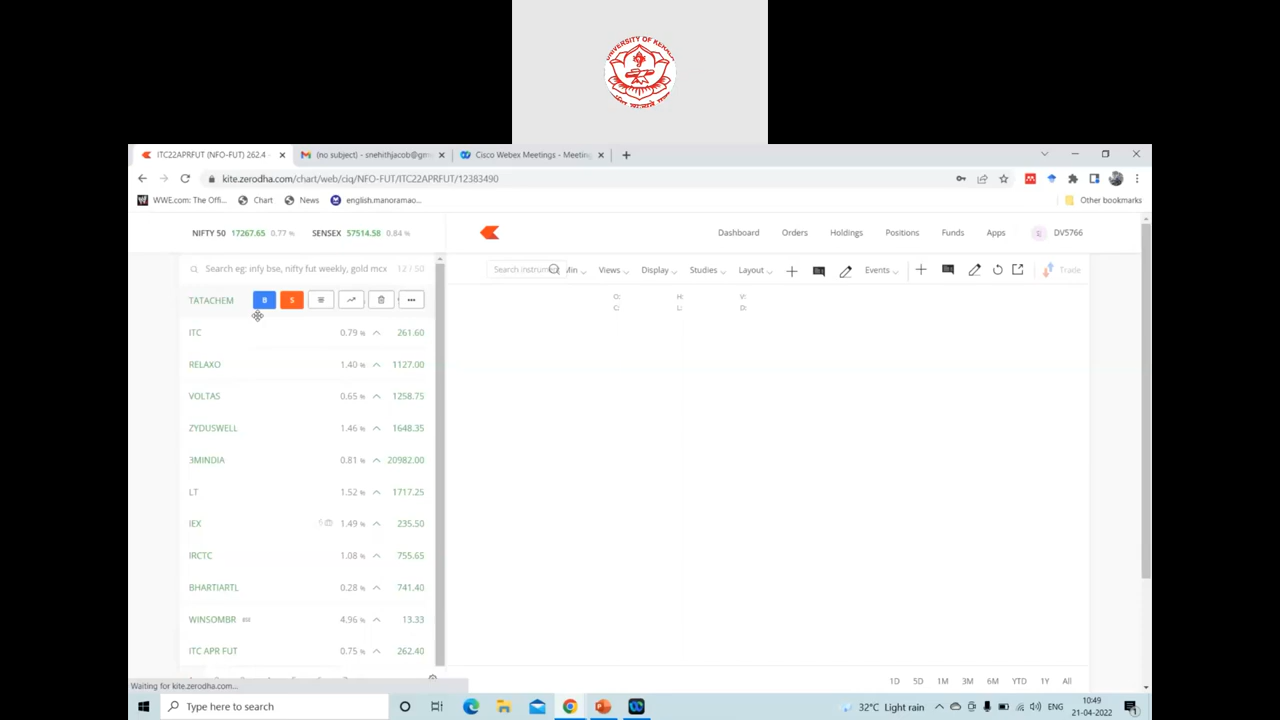 UNIVERSITY OF KERALA
ITC22APRFUT (NFO-FUT) 262.4
(no subject) - snehithjacob@gm
Cisco Webex Meetings - Meeting
kite.zerodha.com/chart/web/ciq/NFO-FUT/ITC22APRFUT/12383490
WWE.com: The Offi...
Chart
News
english.manoramao...
Other bookmarks
NIFTY 50 17267.65 0.77 %
SENSEX 57514.58 0.84 %
Dashboard
Orders
Holdings
Positions
Funds
Apps
DV5766
Search eg: infy bse, nifty fut weekly, gold mcx 12 / 50
Search instrum
Min
Views
Display
Studies
Layout
Events
Trade
O: H: V:
C: L: D:
TATACHEM B S
ITC 0.79 % 261.60
RELAXO 1.40 % 1127.00
VOLTAS 0.65 % 1258.75
ZYDUSWELL 1.46 % 1648.35
3MINDIA 0.81 % 20982.00
LT 1.52 % 1717.25
IEX 1.49 % 235.50
IRCTC 1.08 % 755.65
BHARTIARTL 0.28 % 741.40
WINSOMBR BSE 4.96 % 13.33
ITC APR FUT 0.75 % 262.40
Waiting for kite.zerodha.com...
1D 5D 1M 3M 6M YTD 1Y All
Type here to search
32°C Light rain
ENG
10:49
21-04-2022